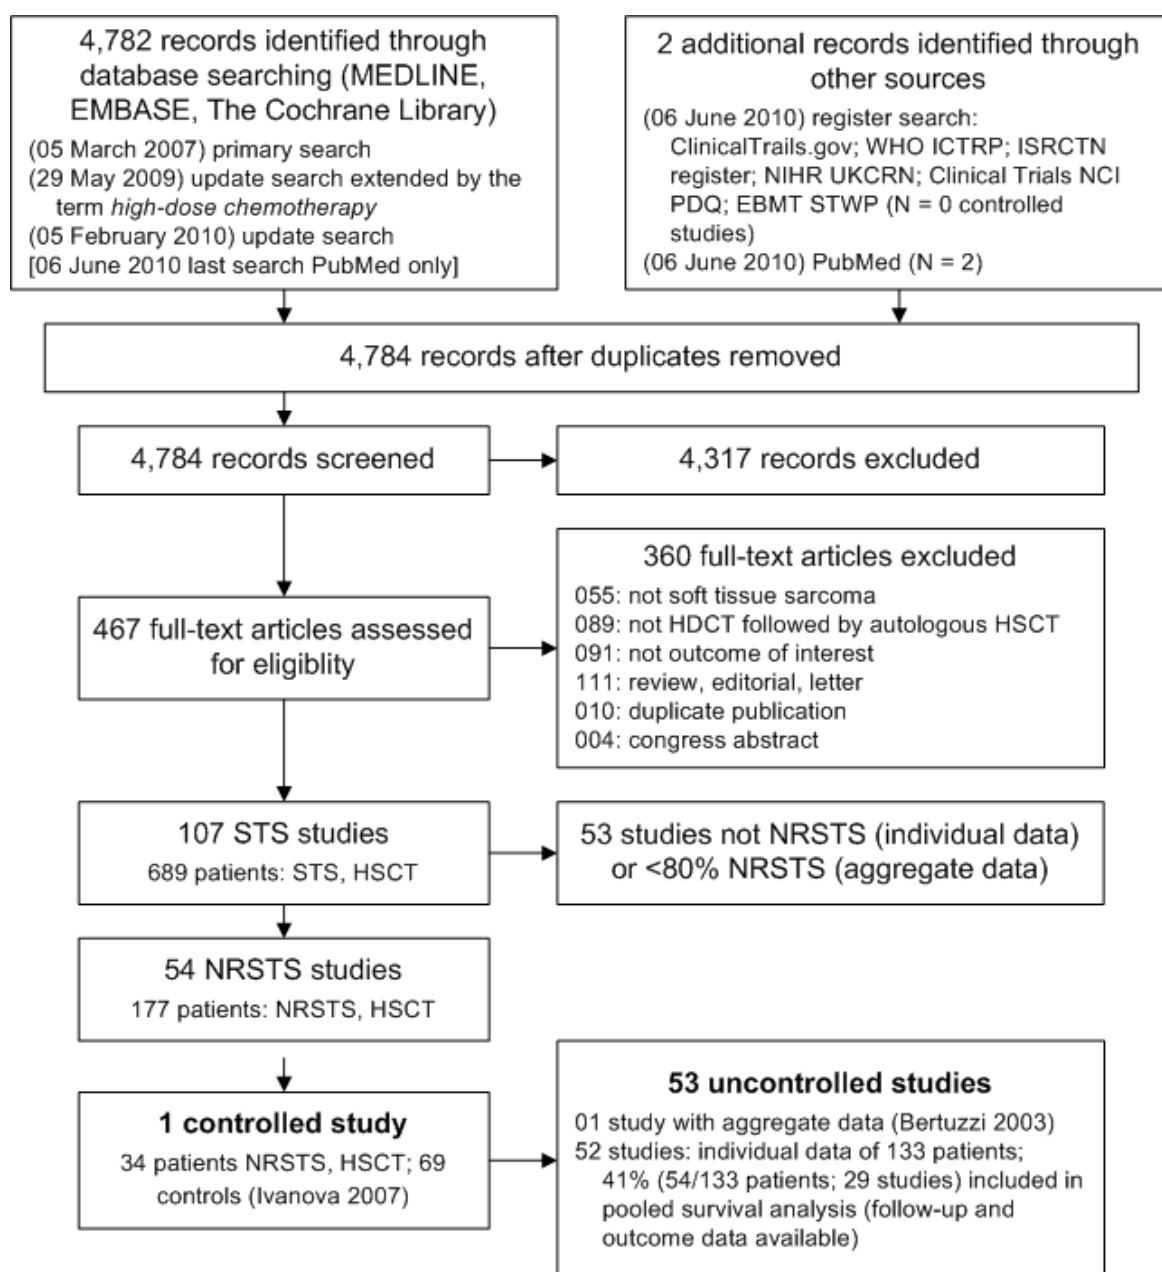 4,782 records identified through
database searching (MEDLINE,
EMBASE, The Cochrane Library)
(05 March 2007) primary search
(29 May 2009) update search extended by the
term high-dose chemotherapy
(05 February 2010) update search
[06 June 2010 last search PubMed only]
2 additional records identified through
other sources
(06 June 2010) register search:
ClinicalTrails.gov; WHO ICTRP; ISRCTN
register; NIHR UKCRN; Clinical Trials NCI
PDQ; EBMT STWP (N = 0 controlled
studies)
(06 June 2010) PubMed (N = 2)
4,784 records after duplicates removed
4,784 records screened
4,317 records excluded
467 full-text articles assessed
for eligiblity
360 full-text articles excluded
055: not soft tissue sarcoma
089: not HDCT followed by autologous HSCT
091: not outcome of interest
111: review, editorial, letter
010: duplicate publication
004: congress abstract
107 STS studies
689 patients: STS, HSCT
53 studies not NRSTS (individual data)
or <80% NRSTS (aggregate data)
54 NRSTS studies
177 patients: NRSTS, HSCT
1 controlled study
34 patients NRSTS, HSCT; 69
controls (Ivanova 2007)
53 uncontrolled studies
01 study with aggregate data (Bertuzzi 2003)
52 studies: individual data of 133 patients;
41% (54/133 patients; 29 studies) included in
pooled survival analysis (follow-up and
outcome data available)